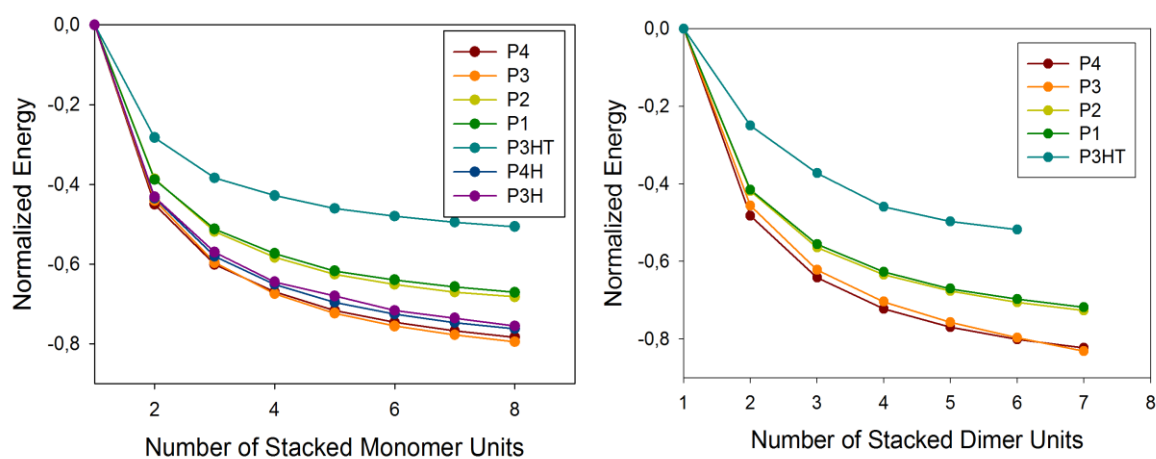 0,0
-0,2
-0,4
-0,6
-0,8
Normalized Energy
2
4
6
8
Number of Stacked Monomer Units
P4
P3
P2
P1
P3HT
P4H
P3H
0,0
-0,2
-0,4
-0,6
-0,8
Normalized Energy
1
2
3
4
5
6
7
8
Number of Stacked Dimer Units
P4
P3
P2
P1
P3HT